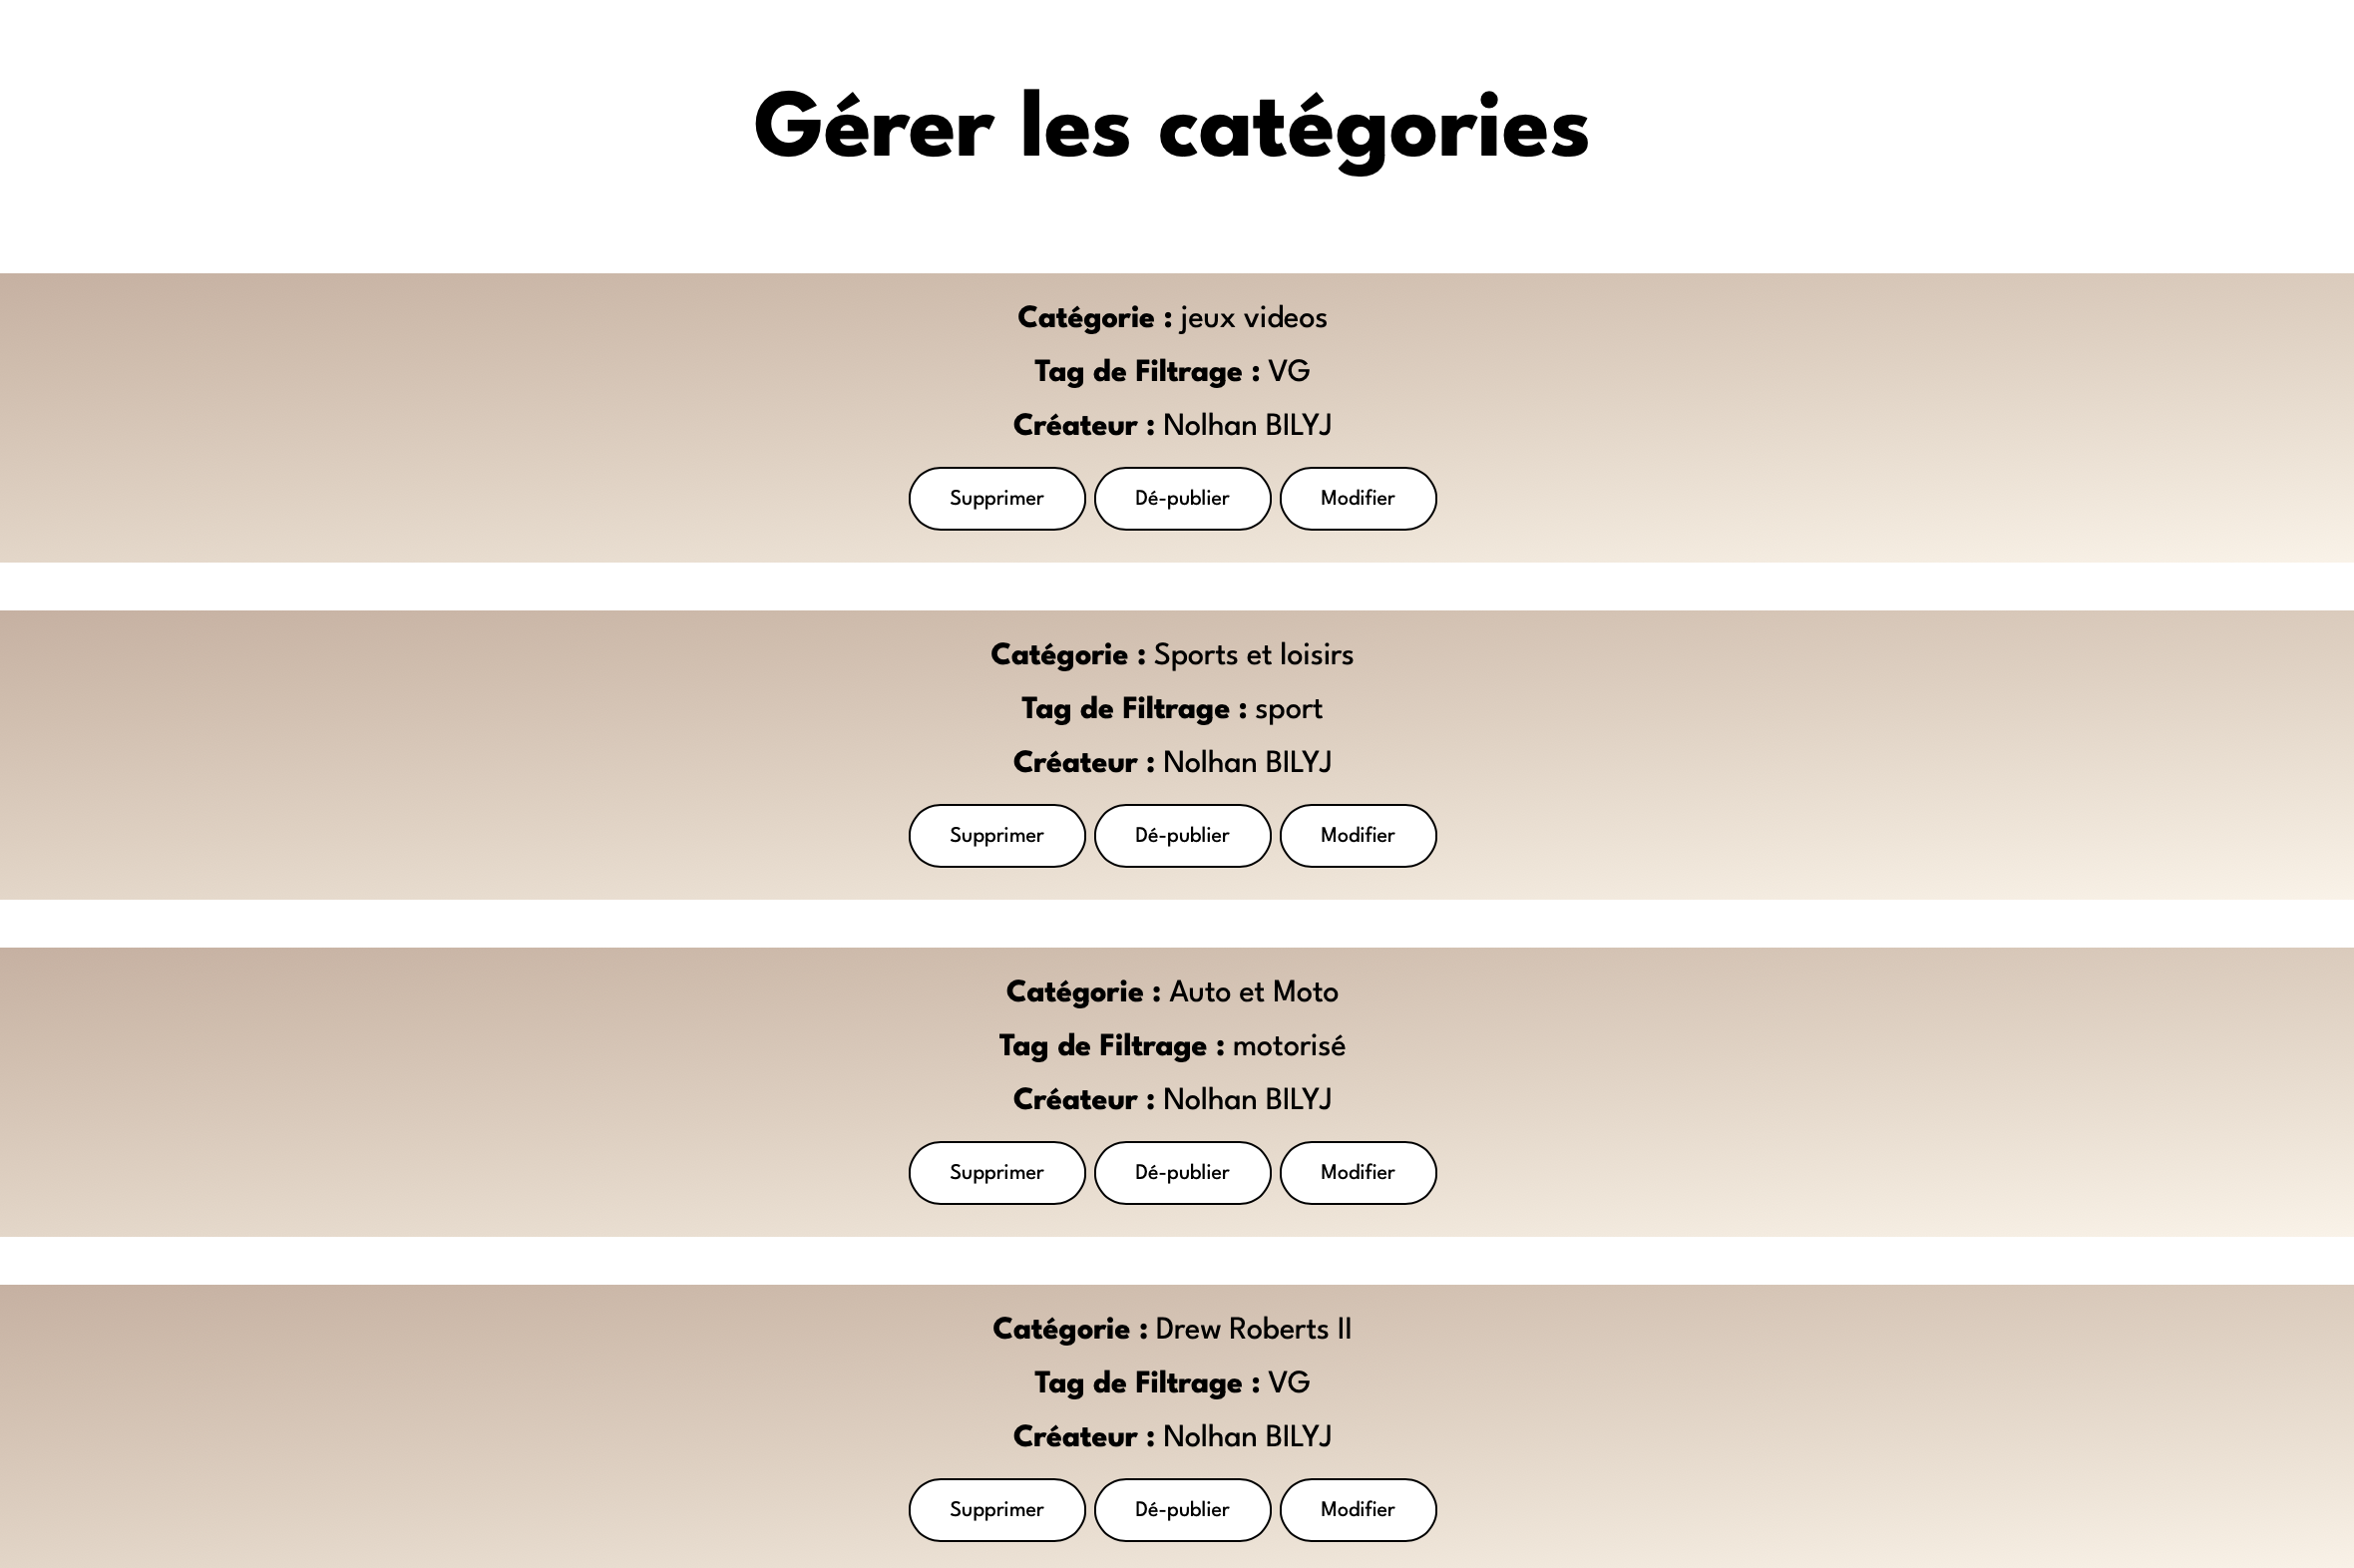 Gérer les catégories
Catégorie : jeux videos
Tag de Filtrage : VG
Créateur : Nolhan BILYJ
Supprimer Dé-publier Modifier
Catégorie : Sports et loisirs
Tag de Filtrage : sport
Créateur : Nolhan BILYJ
Supprimer Dé-publier Modifier
Catégorie : Auto et Moto
Tag de Filtrage : motorisé
Créateur : Nolhan BILYJ
Supprimer Dé-publier Modifier
Catégorie : Drew Roberts II
Tag de Filtrage : VG
Créateur : Nolhan BILYJ
Supprimer Dé-publier Modifier